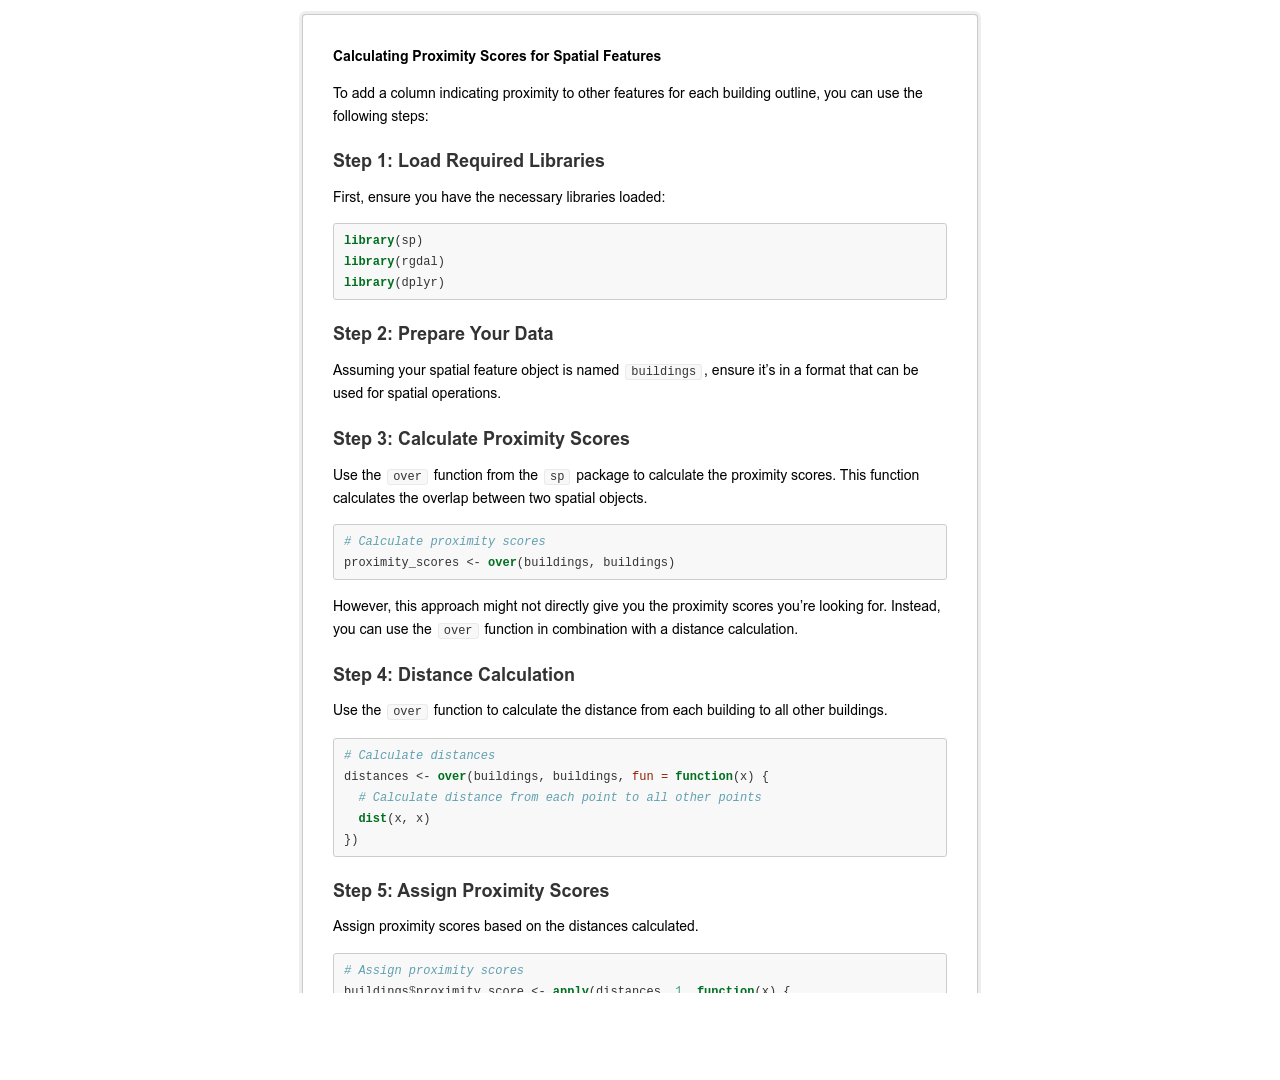 Calculating Proximity Scores for Spatial Features
To add a column indicating proximity to other features for each building outline, you can use the
following steps:
Step 1: Load Required Libraries
First, ensure you have the necessary libraries loaded:
library(sp)
library(rgdal)
library(dplyr)
Step 2: Prepare Your Data
Assuming your spatial feature object is named buildings, ensure it’s in a format that can be
used for spatial operations.
Step 3: Calculate Proximity Scores
Use the over function from the sp package to calculate the proximity scores. This function
calculates the overlap between two spatial objects.
# Calculate proximity scores
proximity_scores <- over(buildings, buildings)
However, this approach might not directly give you the proximity scores you’re looking for. Instead,
you can use the over function in combination with a distance calculation.
Step 4: Distance Calculation
Use the over function to calculate the distance from each building to all other buildings.
# Calculate distances
distances <- over(buildings, buildings, fun = function(x) {
  # Calculate distance from each point to all other points
  dist(x, x)
})
Step 5: Assign Proximity Scores
Assign proximity scores based on the distances calculated.
# Assign proximity scores
buildings$proximity_score <- apply(distances, 1, function(x) {